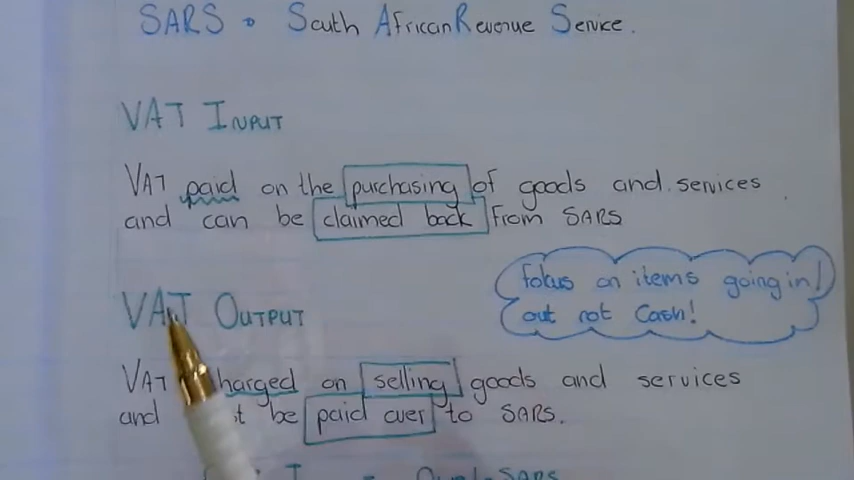 SARS • South African Revenue Service.
VAT INPUT
VAT paid on the purchasing of goods and services
and can be claimed back from SARS
VAT OUTPUT
fokus on items going in/
out not Cash!
VAT charged on selling goods and services
and be paid over to SARS.